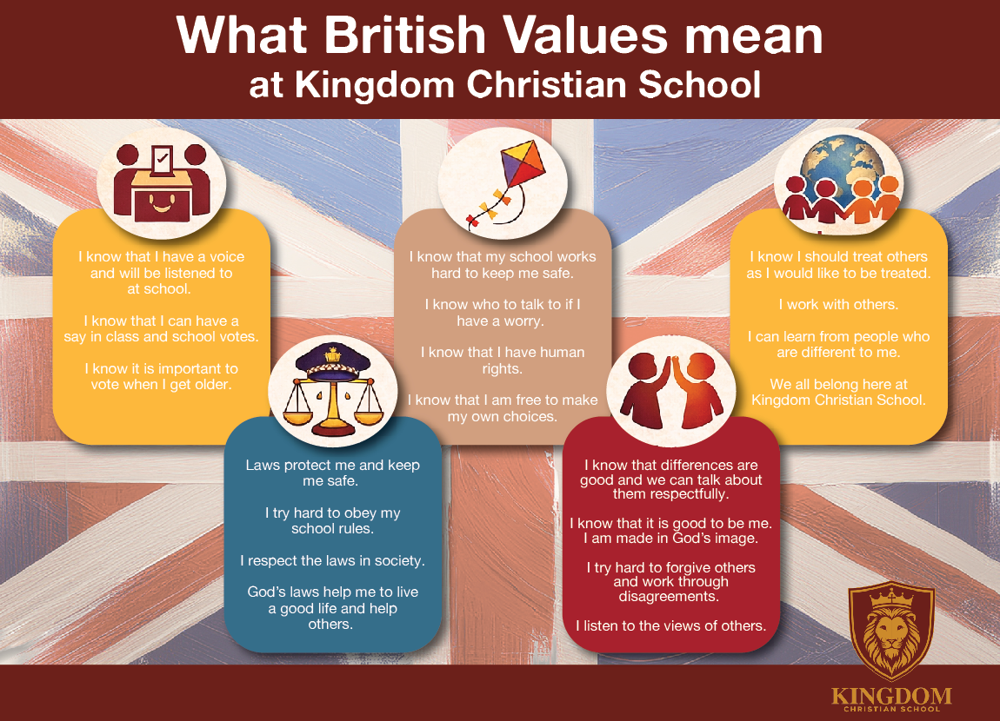 What British Values mean
at Kingdom Christian School
I know that I have a voice
and will be listened to
at school.
I know that I can have a
say in class and school votes.
I know it is important to
vote when I get older.
Laws protect me and keep
me safe.
I try hard to obey my
school rules.
I respect the laws in society.
God's laws help me to live
a good life and help
others.
I know that my school works
hard to keep me safe.
I know who to talk to if I
have a worry.
I know that I have human
rights.
I know that I am free to make
my own choices.
I know that differences are
good and we can talk about
them respectfully.
I know that it is good to be me.
I am made in God's image.
I try hard to forgive others
and work through
disagreements.
I listen to the views of others.
I know I should treat others
as I would like to be treated.
I work with others.
I can learn from people who
are different to me.
We all belong here at
Kingdom Christian School.
KINGDOM
CHRISTIAN SCHOOL